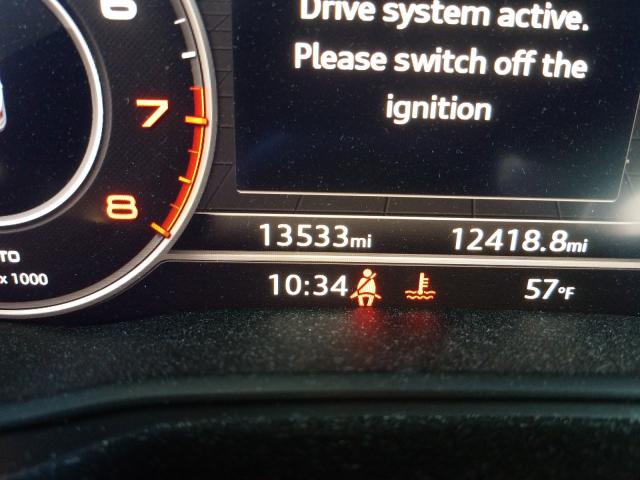 6
Drive system active.
Please switch off the
7
ignition
8
13533mi 12418.8mi
TO
x 1000
10:34 57°F